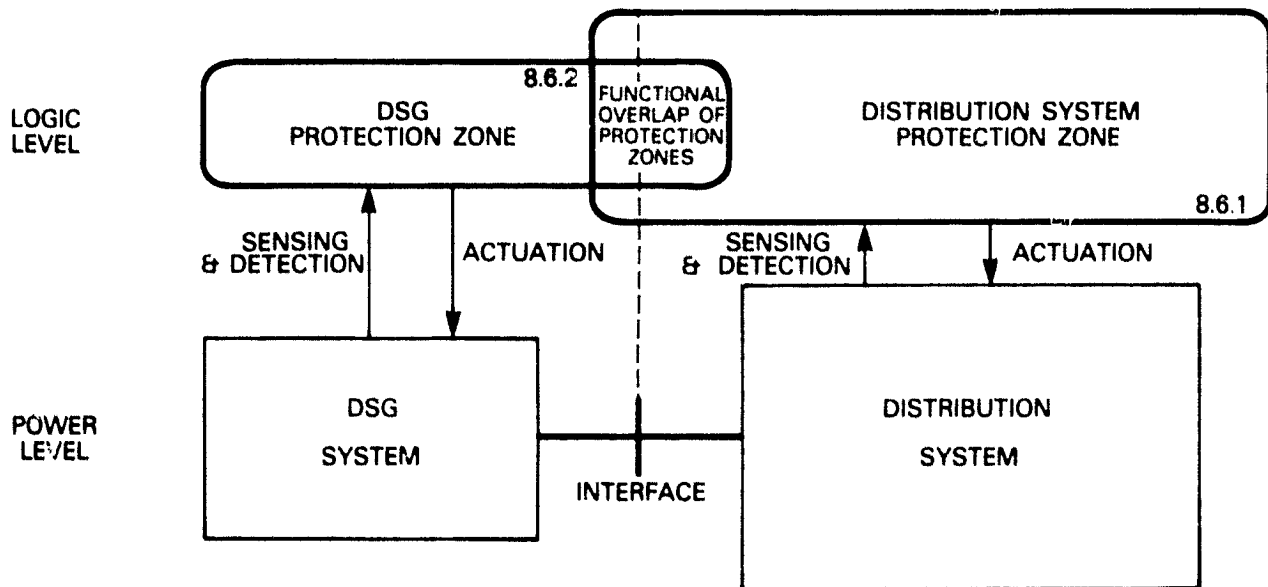 8.6.2
LOGIC
LEVEL
DSG
PROTECTION ZONE
FUNCTIONAL
OVERLAP OF
PROTECTION
ZONES
DISTRIBUTION SYSTEM
PROTECTION ZONE
8.6.1
SENSING
& DETECTION
ACTUATION
SENSING
& DETECTION
ACTUATION
POWER
LEVEL
DSG
SYSTEM
INTERFACE
DISTRIBUTION
SYSTEM